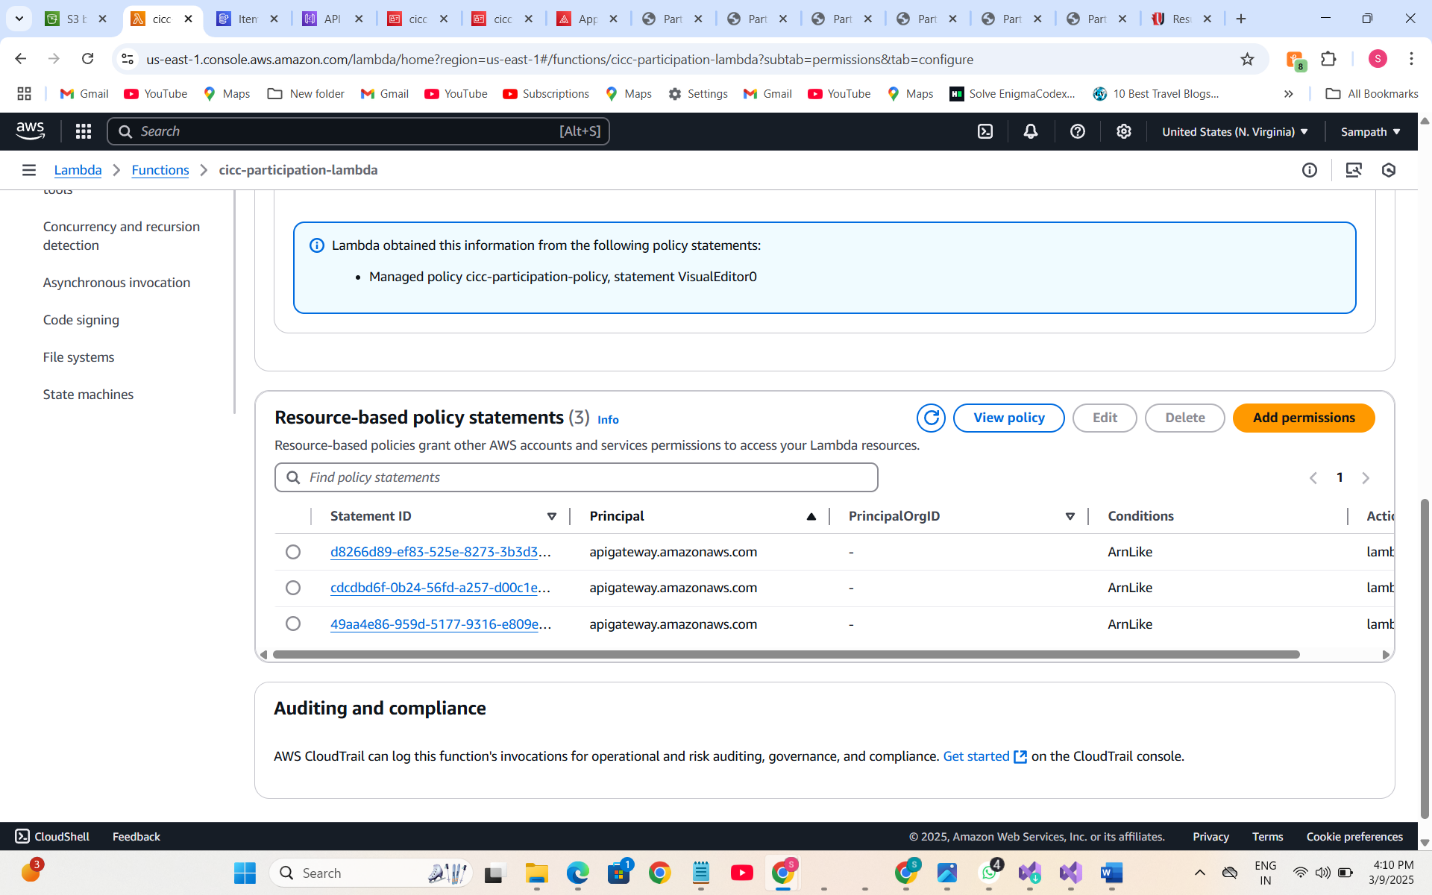 S3 b
cicc
Item
API
cicc
cicc
App
Part
Part
Part
Part
Part
Part
Res
us-east-1.console.aws.amazon.com/lambda/home?region=us-east-1#/functions/cicc-participation-lambda?subtab=permissions&tab=configure
8
S
Gmail YouTube Maps New folder Gmail YouTube Subscriptions Maps Settings Gmail YouTube Maps Solve EnigmaCodex... 10 Best Travel Blogs... » All Bookmarks
aws Search [Alt+S] United States (N. Virginia) Sampath
Lambda > Functions > cicc-participation-lambda
tools
Concurrency and recursion
detection
Asynchronous invocation
Code signing
File systems
State machines
Lambda obtained this information from the following policy statements:
• Managed policy cicc-participation-policy, statement VisualEditor0
Resource-based policy statements (3) Info
View policy Edit Delete Add permissions
Resource-based policies grant other AWS accounts and services permissions to access your Lambda resources.
Find policy statements
1
Statement ID Principal PrincipalOrgID Conditions Actic
d8266d89-ef83-525e-8273-3b3d3... apigateway.amazonaws.com - ArnLike lamb
cdcdbd6f-0b24-56fd-a257-d00c1e... apigateway.amazonaws.com - ArnLike lamb
49aa4e86-959d-5177-9316-e809e... apigateway.amazonaws.com - ArnLike lamb
Auditing and compliance
AWS CloudTrail can log this function's invocations for operational and risk auditing, governance, and compliance. Get started on the CloudTrail console.
CloudShell Feedback © 2025, Amazon Web Services, Inc. or its affiliates. Privacy Terms Cookie preferences
3
Search
1
S
S
4
ENG
IN
4:10 PM
3/9/2025